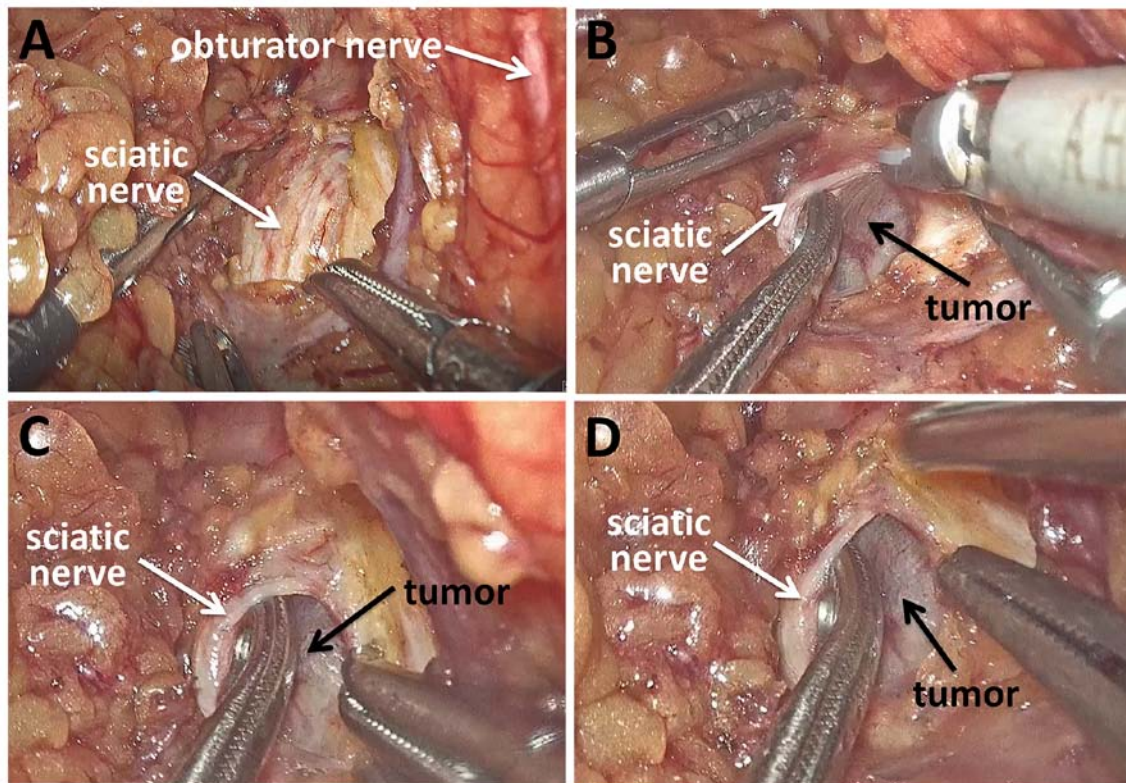 A
obturator nerve
sciatic
nerve
B
sciatic
nerve
tumor
C
sciatic
nerve
tumor
D
sciatic
nerve
tumor